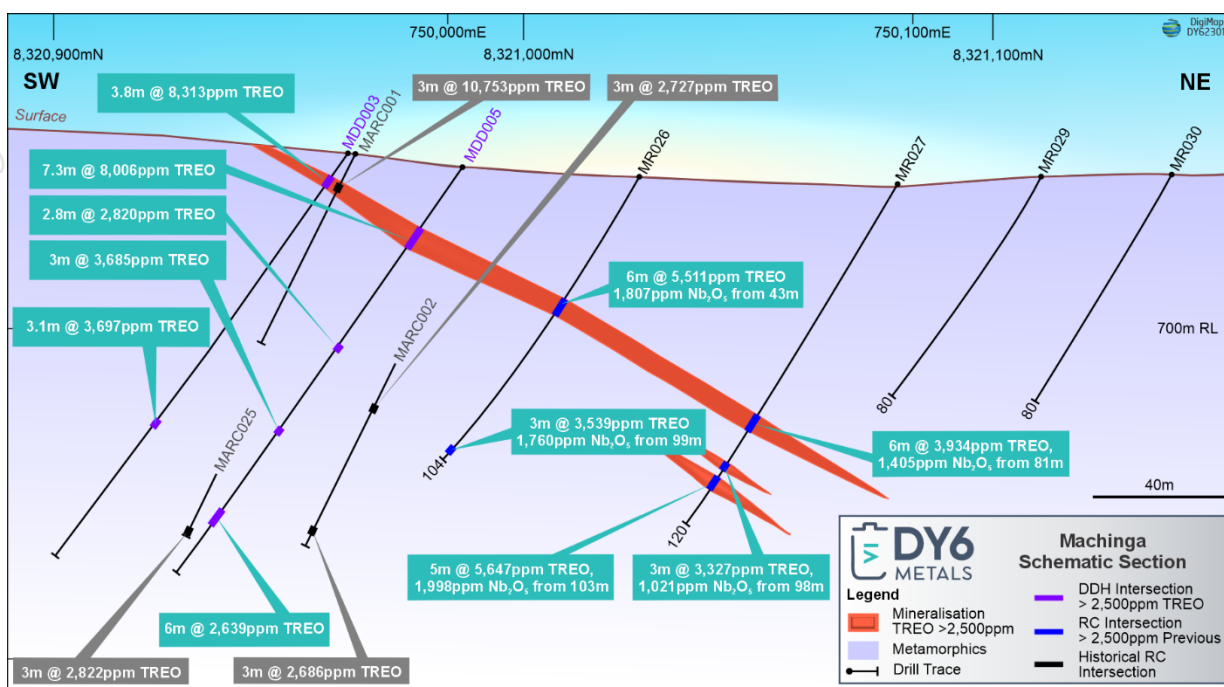 750,000mE
750,100mE
DigiMap
DY62301
8,320,900mN
8,321,000mN
8,321,100mN
SW
NE
3.8m @ 8,313ppm TREO
3m @ 10,753ppm TREO
3m @ 2,727ppm TREO
Surface
MDD003
MARC001
MDD005
MR026
MR027
MR029
MR030
7.3m @ 8,006ppm TREO
2.8m @ 2,820ppm TREO
3m @ 3,685ppm TREO
3.1m @ 3,697ppm TREO
6m @ 5,511ppm TREO
1,807ppm Nb₂O₅ from 43m
700m RL
MARC002
MARC025
3m @ 3,539ppm TREO
1,760ppm Nb₂O₅ from 99m
104
80
80
6m @ 3,934ppm TREO,
1,405ppm Nb₂O₅ from 81m
40m
120
5m @ 5,647ppm TREO,
1,998ppm Nb₂O₅ from 103m
3m @ 3,327ppm TREO,
1,021ppm Nb₂O₅ from 98m
6m @ 2,639ppm TREO
3m @ 2,822ppm TREO
3m @ 2,686ppm TREO
DY6
METALS
Machinga
Schematic Section
Legend
Mineralisation
TREO >2,500ppm
Metamorphics
Drill Trace
DDH Intersection
> 2,500ppm TREO
RC Intersection
> 2,500ppm Previous
Historical RC
Intersection